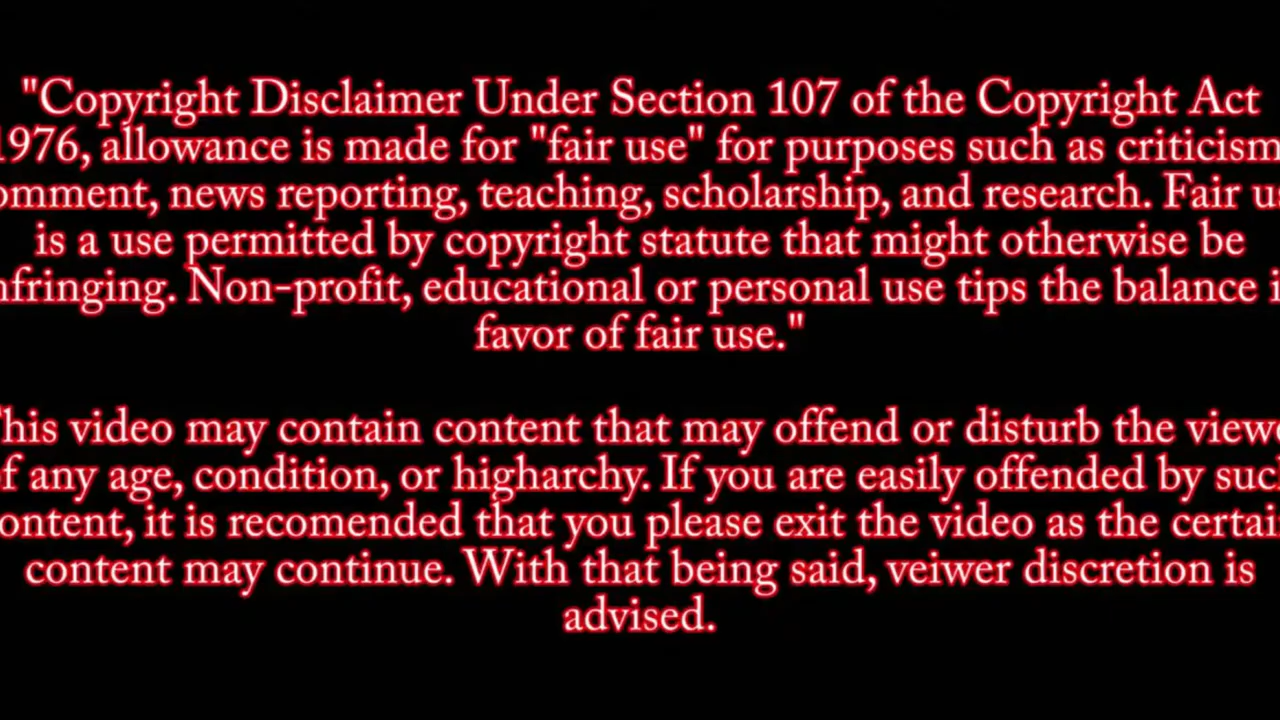 "Copyright Disclaimer Under Section 107 of the Copyright Act
1976, allowance is made for "fair use" for purposes such as criticism
omment, news reporting, teaching, scholarship, and research. Fair u
is a use permitted by copyright statute that might otherwise be
nfringing. Non-profit, educational or personal use tips the balance i
favor of fair use."
his video may contain content that may offend or disturb the viewe
f any age, condition, or higharchy. If you are easily offended by suc
ontent, it is recomended that you please exit the video as the certai
content may continue. With that being said, veiwer discretion is
advised.